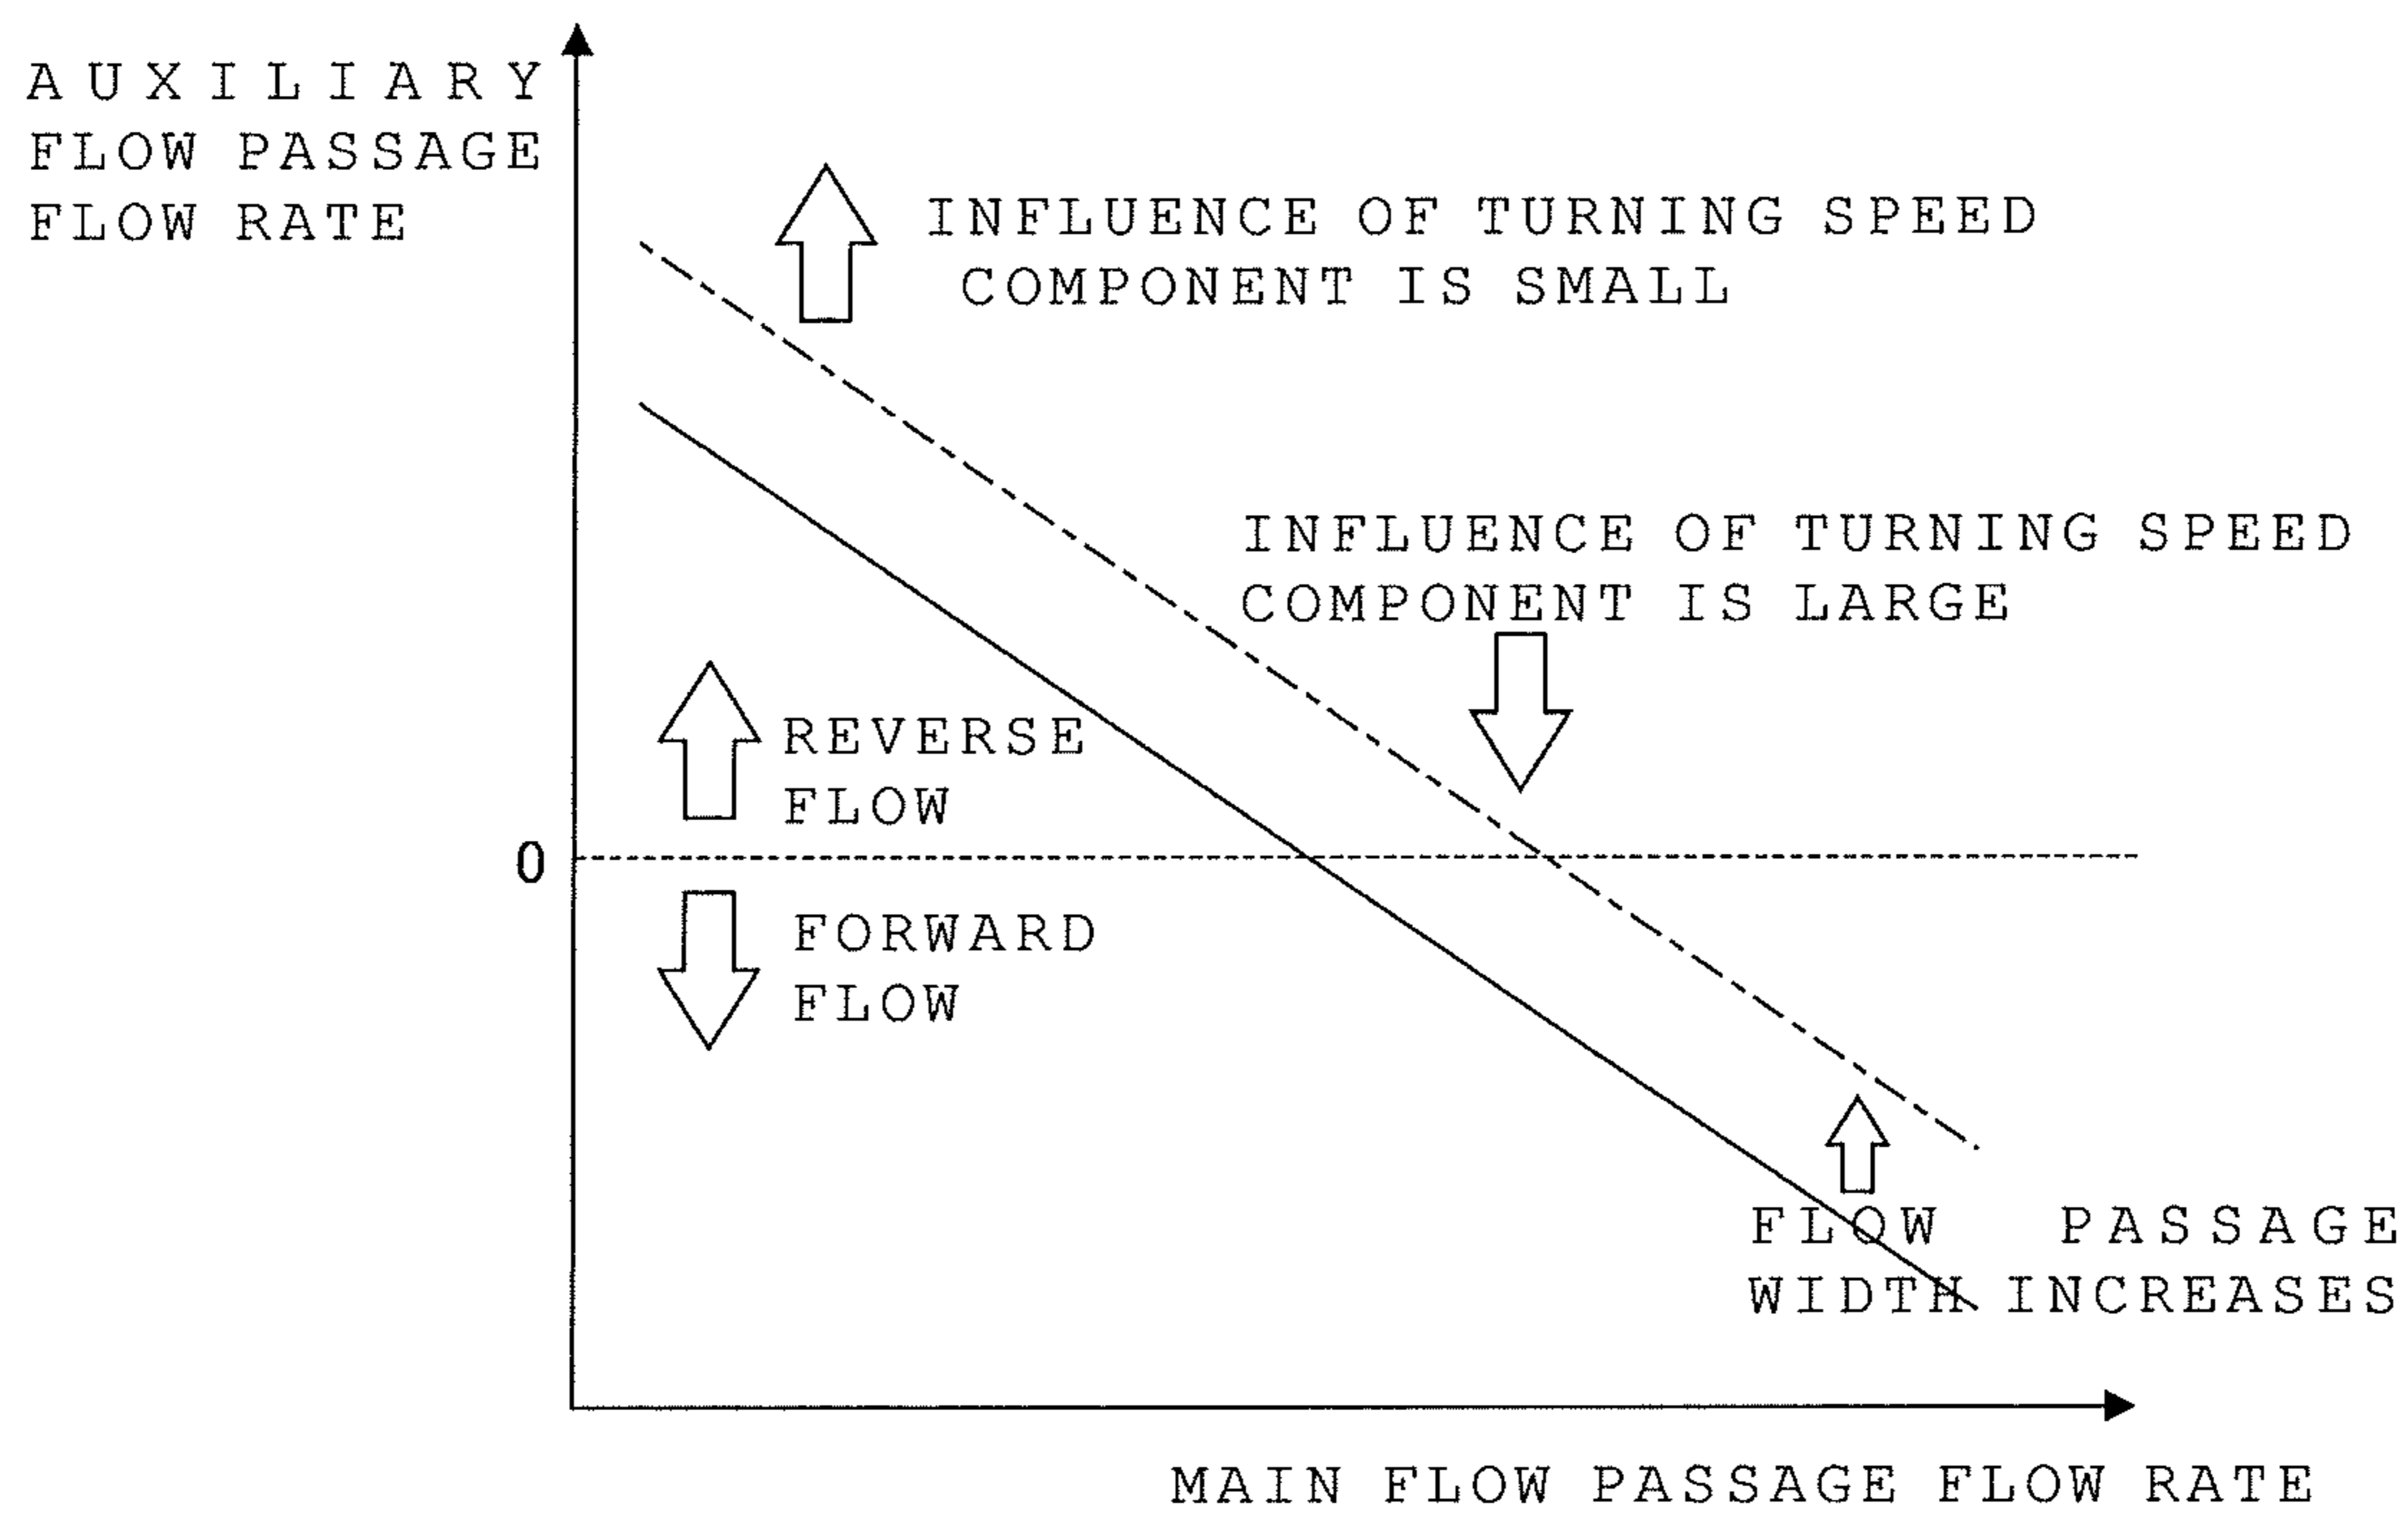 AUXILIARY
FLOW PASSAGE
FLOW RATE
INFLUENCE OF TURNING SPEED
COMPONENT IS SMALL
INFLUENCE OF TURNING SPEED
COMPONENT IS LARGE
REVERSE
FLOW
0
FORWARD
FLOW
FLOW PASSAGE
WIDTH INCREASES
MAIN FLOW PASSAGE FLOW RATE